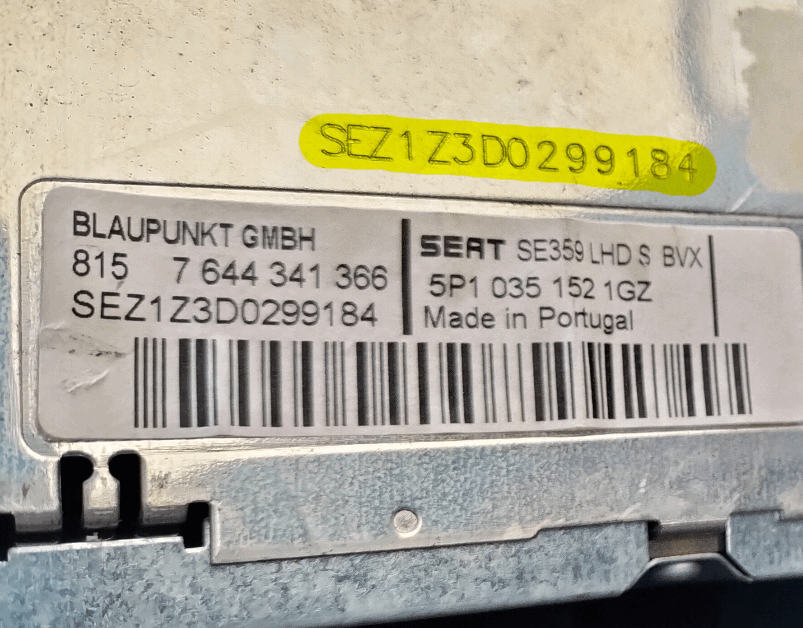 SEZ1Z3D0299184
BLAUPUNKT GMBH
815 7 644 341 366
SEZ1Z3D0299184
SEAT SE359 LHD S BVX
5P1 035 152 1GZ
Made in Portugal